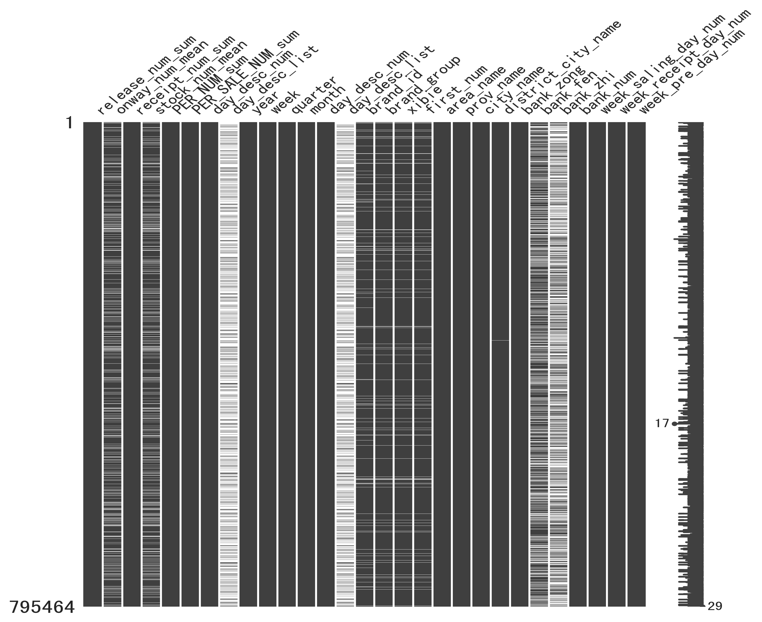 release_num_sum
onway_num_mean
receipt_num_sum
stock_num_mean
PER_NUM_sum
PER_SALE_NUM_sum
day_desc_num
day_desc_list
year
week
quarter
month
day_desc_num
day_desc_list
brand_id
brand_group
xibie
first_num
area_name
prov_name
city_name
district_city_name
bank_zong
bank_fen
bank_zhi
bank_num
week_saling_day_num
week_receipt_day_num
week_pre_day_num
1
17
795464
29